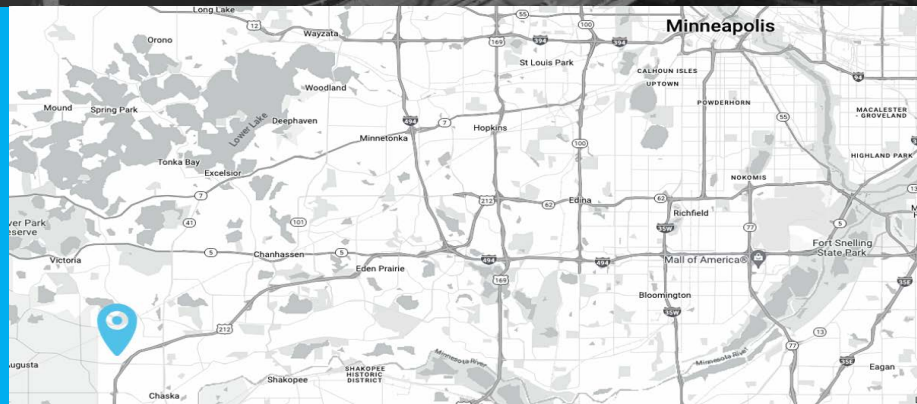 Long Lake
12
55
100
Minneapolis
Orono
Wayzata
169
394
394
St Louis Park
CALHOUN ISLES
UPTOWN
94
Woodland
POWDERHORN
Mound
Spring Park
Lower Lake
Deephaven
494
7
Hopkins
55
MACALESTER
- GROVELAND
Minnetonka
100
HIGHLAND PARK
Tonka Bay
Excelsior
NOKOMIS
7
212
62
Edina
62
Richfield
41
101
35W
77
5
ver Park
eserve
5
Chanhassen
5
Fort Snelling
State Park
Victoria
494
494
Mall of America®
Eden Prairie
169
35E
Bloomington
35W
212
13
77
Minnesota River
Minnesota River
35E
ugusta
SHAKOPEE
HISTORIC
DISTRICT
Eagan
Shakopee
Chaska